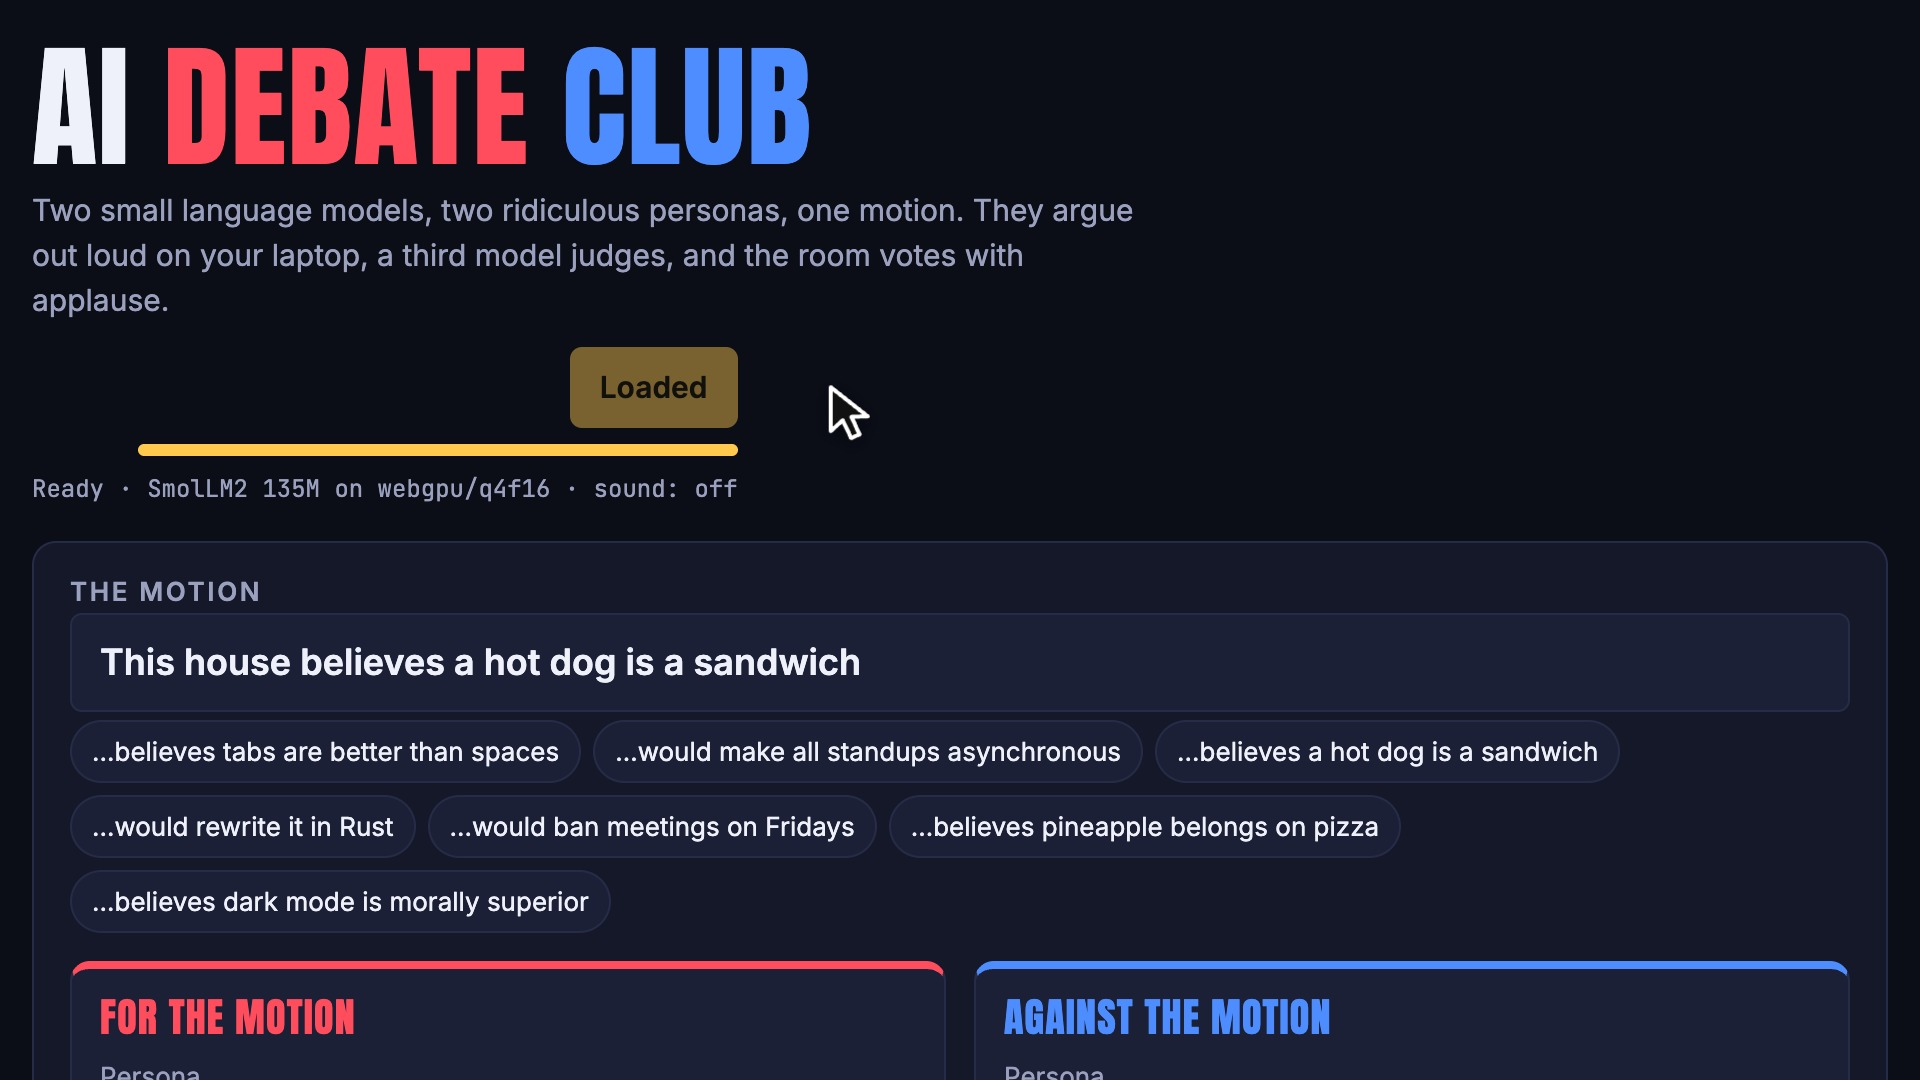 AI DEBATE CLUB
Two small language models, two ridiculous personas, one motion. They argue
out loud on your laptop, a third model judges, and the room votes with
applause.
Loaded
Ready · SmolLM2 135M on webgpu/q4f16 · sound: off
THE MOTION
This house believes a hot dog is a sandwich
...believes tabs are better than spaces
...would make all standups asynchronous
...believes a hot dog is a sandwich
...would rewrite it in Rust
...would ban meetings on Fridays
...believes pineapple belongs on pizza
...believes dark mode is morally superior
FOR THE MOTION
Persona
AGAINST THE MOTION
Persona